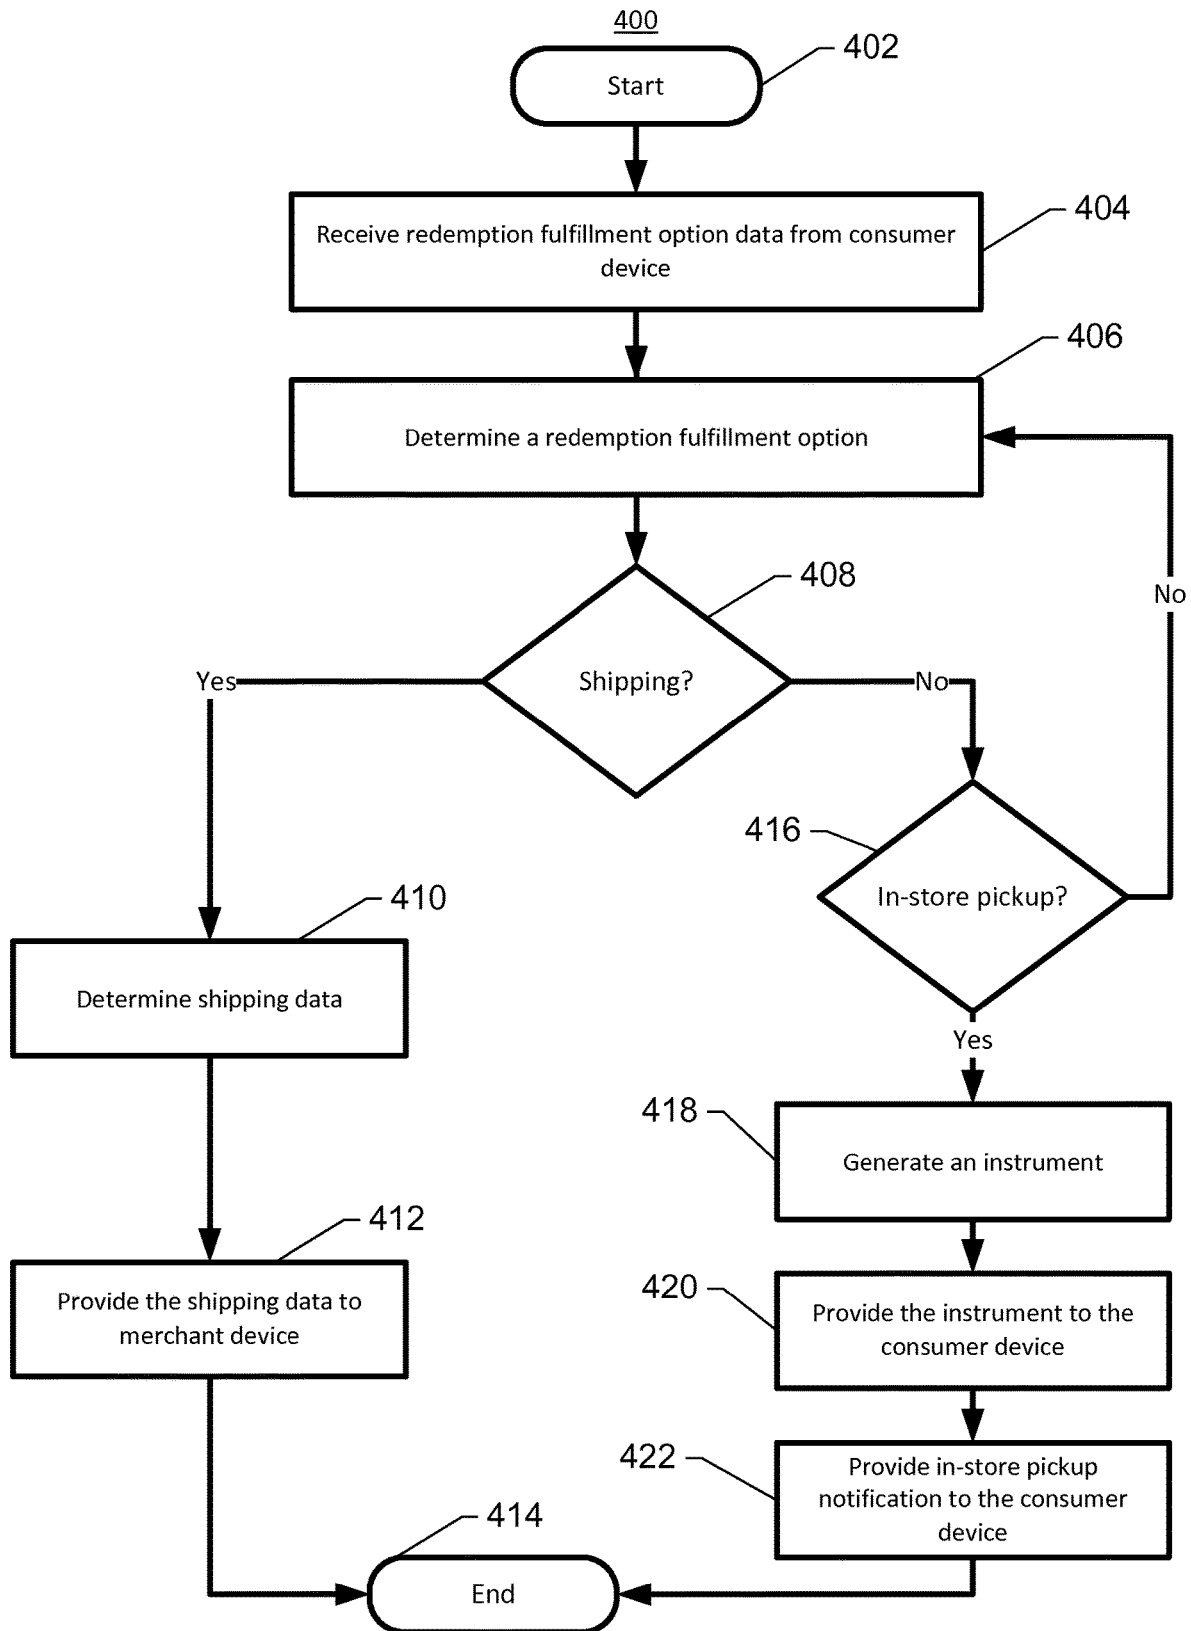 400
402
Start
404
Receive redemption fulfillment option data from consumer
device
406
Determine a redemption fulfillment option
408
No
Yes
Shipping?
No
416
In-store pickup?
410
Determine shipping data
Yes
418
Generate an instrument
412
Provide the shipping data to
merchant device
420
Provide the instrument to the
consumer device
422
Provide in-store pickup
notification to the consumer
device
414
End